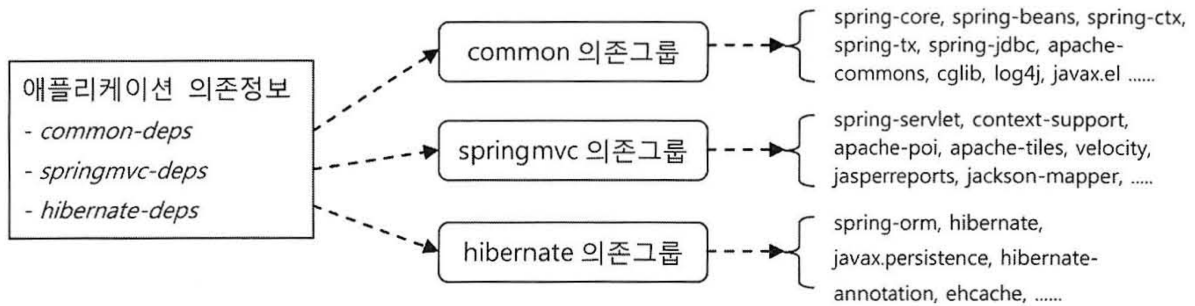 애플리케이션 의존정보
- common-deps
- springmvc-deps
- hibernate-deps
common 의존그룹
spring-core, spring-beans, spring-ctx,
spring-tx, spring-jdbc, apache-
commons, cglib, log4j, javax.el ......
springmvc 의존그룹
spring-servlet, context-support,
apache-poi, apache-tiles, velocity,
jasperreports, jackson-mapper, .....
hibernate 의존그룹
spring-orm, hibernate,
javax.persistence, hibernate-
annotation, ehcache, ......